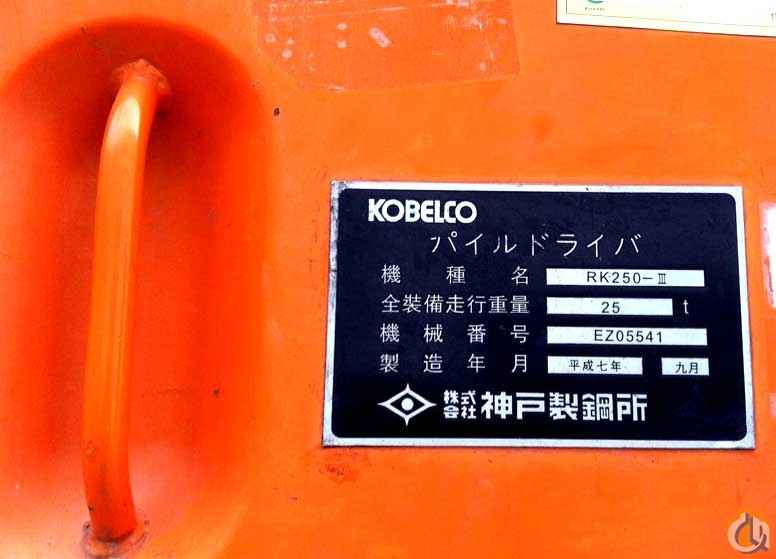 KOBELCO
パイルドライバ
機種名 RK250-Ⅲ
全装備走行重量 25 t
機械番号 EZ05541
製造年月 平成七年 九月
株式会社 神戸製鋼所